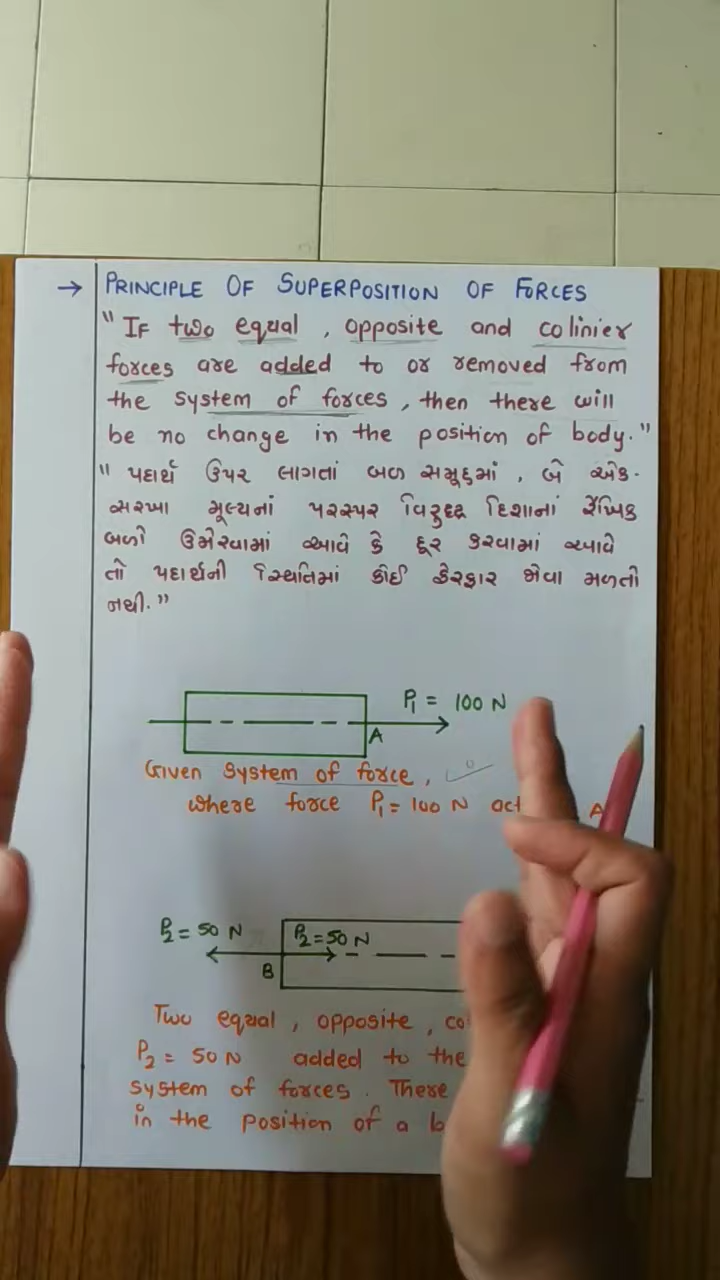 → PRINCIPLE OF SUPERPOSITION OF FORCES
"IF two equal, opposite and colinier
forces are added to or removed from
the system of forces, then there will
be no change in the position of body."
" પદાર્થ ઉપર લાગતાં બળ સમૂહમાં, બે એક-
સરખા મૂલ્યનાં પરસ્પર વિરુદ્ધ દિશાનાં રૈખિક
બળો ઉમેરવામાં આવે કે દૂર કરવામાં આવે
તો પદાર્થની સ્થિતિમાં કોઈ ફેરફાર જોવા મળતો
નથી."
P1 = 100 N
A
Given system of force,
where force P1 = 100 N act A
P2 = 50 N P2 = 50 N
B
Two equal, opposite,
P2 = 50 N added to the
system of forces. There
in the position of a